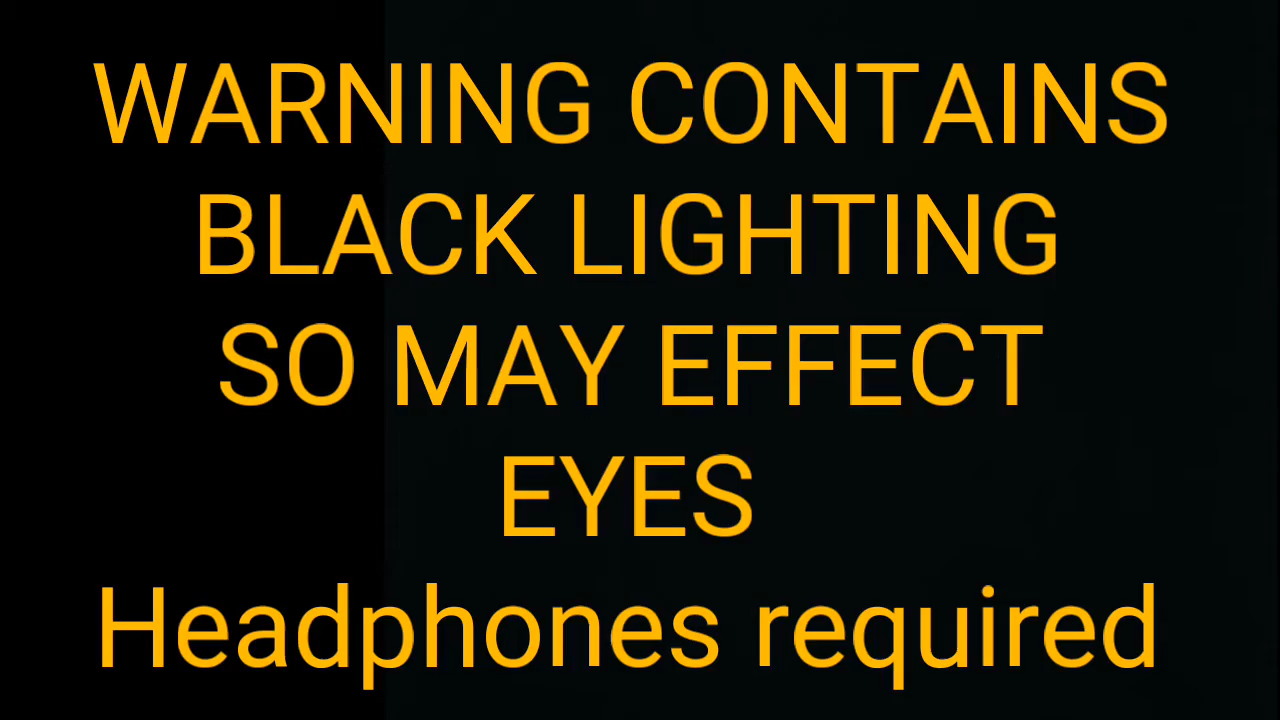 WARNING CONTAINS
BLACK LIGHTING
SO MAY EFFECT
EYES
Headphones required